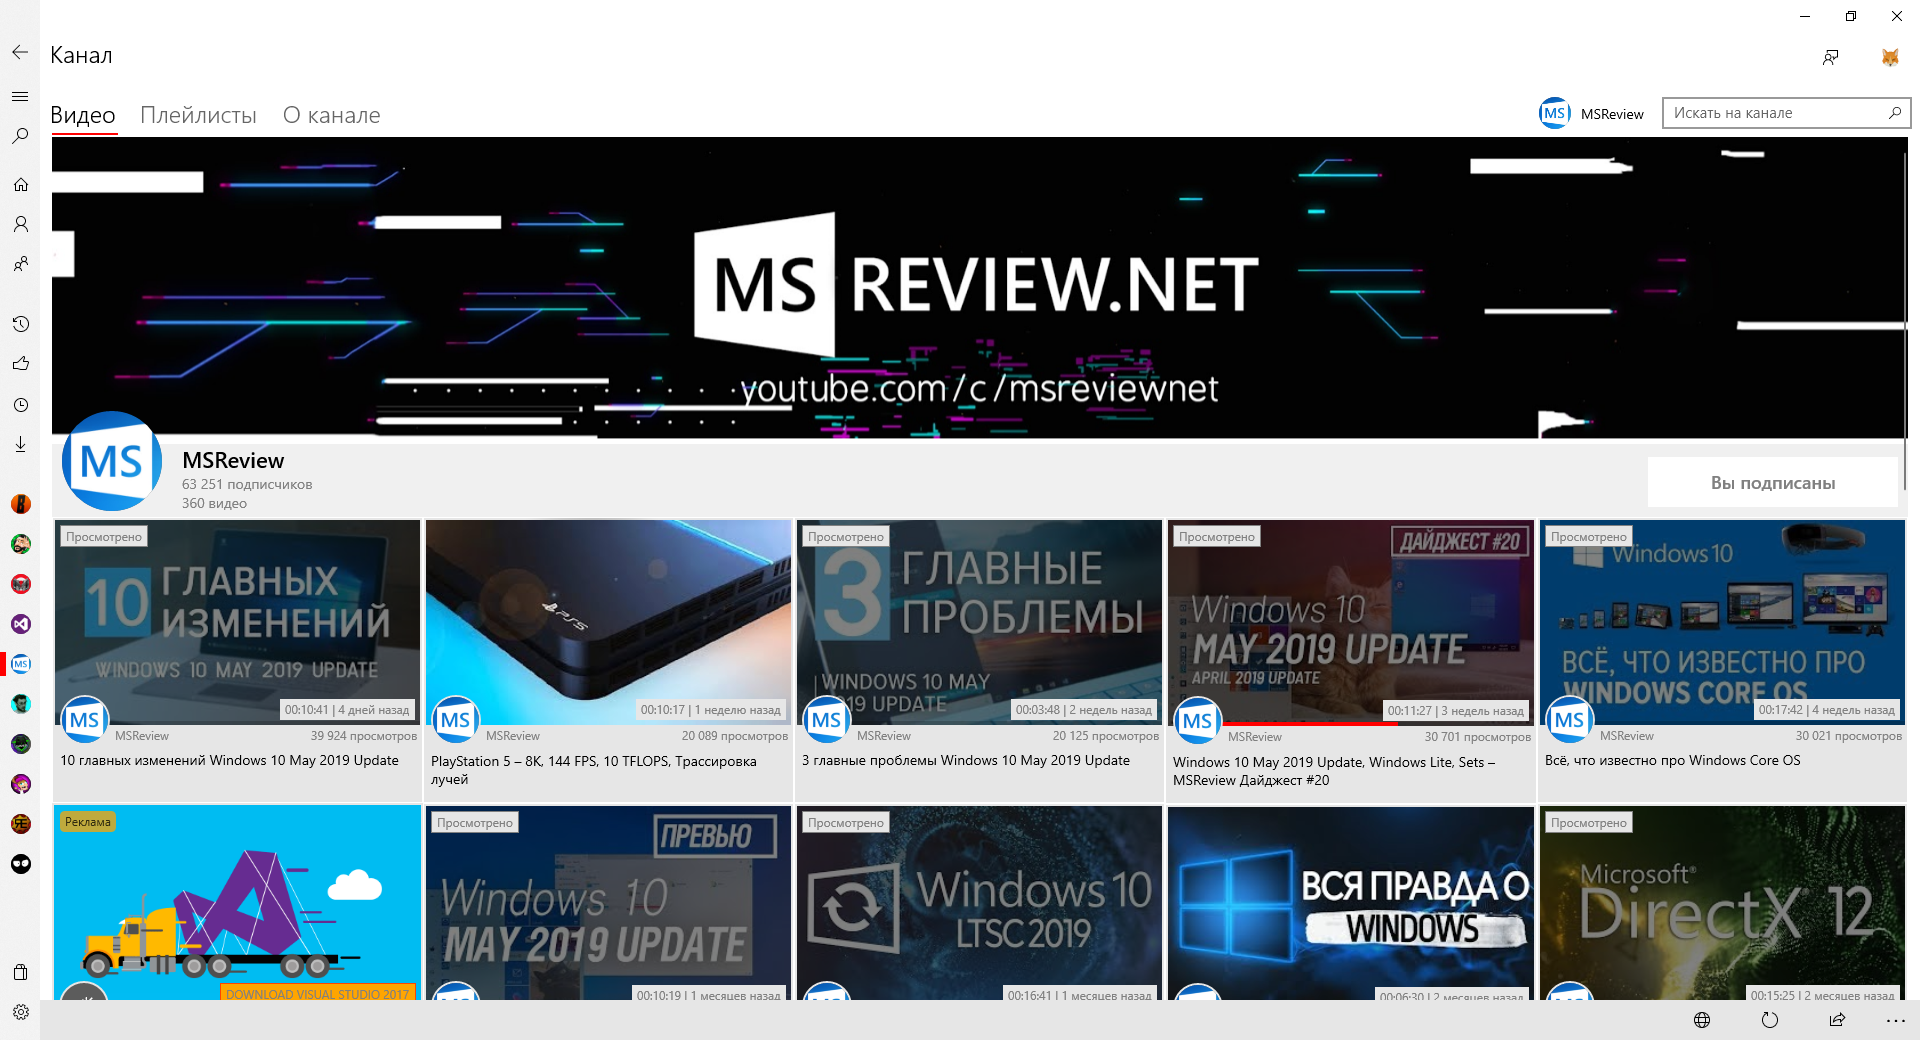 Канал
Видео
Плейлисты
О канале
MS
MSReview
Искать на канале
MS REVIEW.NET
youtube.com/c/msreviewnet
MS
MSReview
63 251 подписчиков
360 видео
Вы подписаны
Просмотрено
10 ГЛАВНЫХ
ИЗМЕНЕНИЙ
WINDOWS 10 MAY 2019 UPDATE
00:10:41 | 4 дней назад
MS
MSReview
39 924 просмотров
10 главных изменений Windows 10 May 2019 Update
PS5
00:10:17 | 1 неделю назад
MS
MSReview
20 089 просмотров
PlayStation 5 – 8K, 144 FPS, 10 TFLOPS, Трассировка
лучей
Просмотрено
3 ГЛАВНЫЕ
ПРОБЛЕМЫ
WINDOWS 10 MAY
2019 UPDATE
00:03:48 | 2 недель назад
MS
MSReview
20 125 просмотров
3 главные проблемы Windows 10 May 2019 Update
Просмотрено
ДАЙДЖЕСТ #20
Windows 10
MAY 2019 UPDATE
APRIL 2019 UPDATE
00:11:27 | 3 недель назад
MS
MSReview
30 701 просмотров
Windows 10 May 2019 Update, Windows Lite, Sets –
MSReview Дайджест #20
Просмотрено
Windows 10
ВСЁ, ЧТО ИЗВЕСТНО ПРО
WINDOWS CORE OS
00:17:42 | 4 недель назад
MS
MSReview
30 021 просмотров
Всё, что известно про Windows Core OS
MS
Реклама
DOWNLOAD VISUAL STUDIO 2017
Просмотрено
ПРЕВЬЮ
Windows 10
MAY 2019 UPDATE
00:10:19 | 1 месяцев назад
Просмотрено
Windows 10
LTSC 2019
00:16:41 | 1 месяцев назад
ВСЯ ПРАВДА О
WINDOWS
00:06:30 | 2 месяцев назад
Просмотрено
Microsoft®
DirectX® 12
00:15:25 | 2 месяцев назад